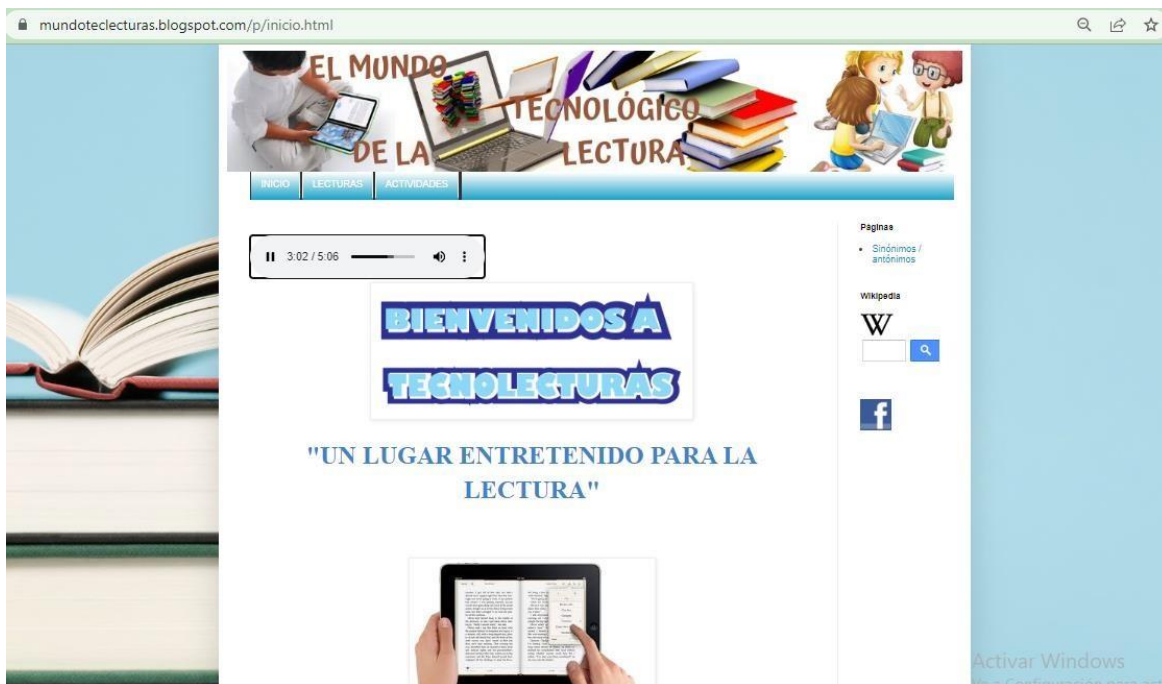 mundoteclecturas.blogspot.com/p/inicio.html
EL MUNDO
TECNOLÓGICO
DE LA LECTURA
INICIO LECTURAS ACTIVIDADES
3:02 / 5:06
BIENVENIDOS A
TECNOLECTURAS
"UN LUGAR ENTRETENIDO PARA LA
LECTURA"
Páginas
Sinónimos /
antónimos
Wikipedia
W
f
Activar Windows